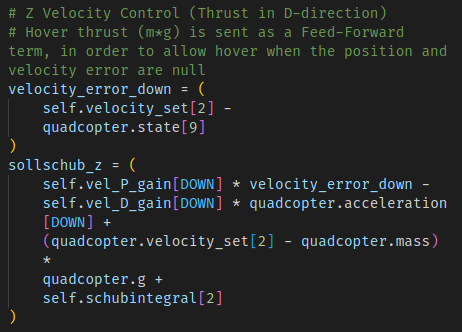 # Z Velocity Control (Thrust in D-direction)
# Hover thrust (m*g) is sent as a Feed-Forward
term, in order to allow hover when the position and
velocity error are null
velocity_error_down = (
    self.velocity_set[2] -
    quadcopter.state[9]
)
sollschub_z = (
    self.vel_P_gain[DOWN] * velocity_error_down -
    self.vel_D_gain[DOWN] * quadcopter.acceleration
    [DOWN] +
    (quadcopter.velocity_set[2] - quadcopter.mass)
    *
    quadcopter.g +
    self.schubintegral[2]
)